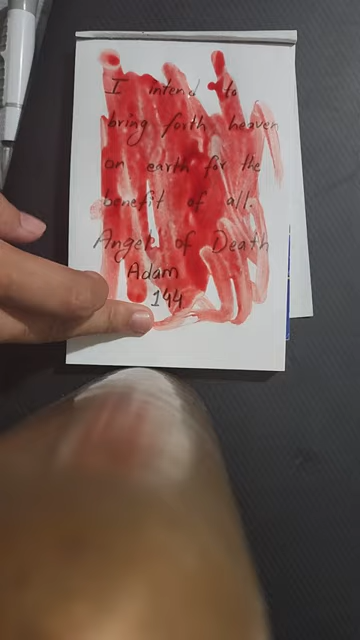 I intend to
bring forth heaven
on earth for the
benefit of all.
Angel of Death
Adam
144